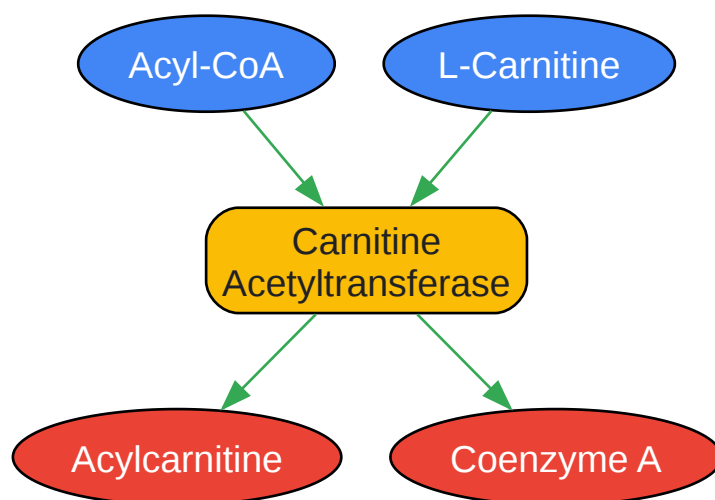 Acyl-CoA
L-Carnitine
Carnitine
Acetyltransferase
Acylcarnitine
Coenzyme A